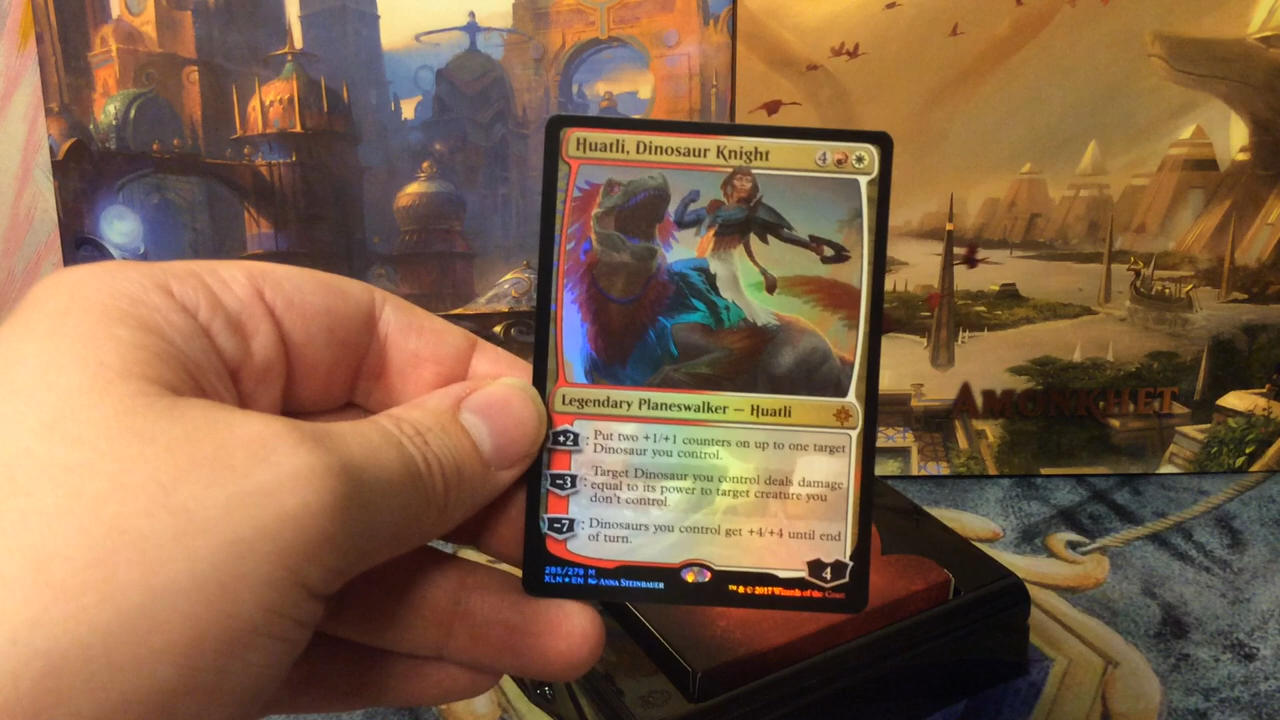 Huatli, Dinosaur Knight 4
Legendary Planeswalker — Huatli
+2 : Put two +1/+1 counters on up to one target
Dinosaur you control.
-3 : Target Dinosaur you control deals damage
equal to its power to target creature you
don't control.
-7 : Dinosaurs you control get +4/+4 until end
of turn.
4
285/279 M
XLN★EN Anna Steinbauer
™ & © 2017 Wizards of the Coast
Amonkhet